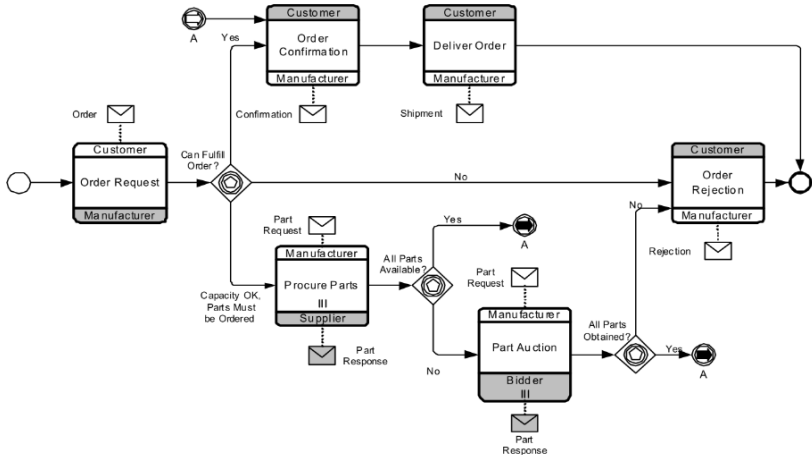 Customer
Order
Confirmation
Manufacturer
Confirmation
A
Yes
Customer
Deliver Order
Manufacturer
Shipment
Order
Customer
Order Request
Manufacturer
Can Fulfill
Order?
No
Customer
Order
Rejection
Manufacturer
Rejection
Capacity OK,
Parts Must
be Ordered
Part
Request
Manufacturer
Procure Parts
III
Supplier
Part
Response
All Parts
Available?
Yes
A
No
Part
Request
Manufacturer
Part Auction
Bidder
III
Part
Response
All Parts
Obtained?
No
Yes
A